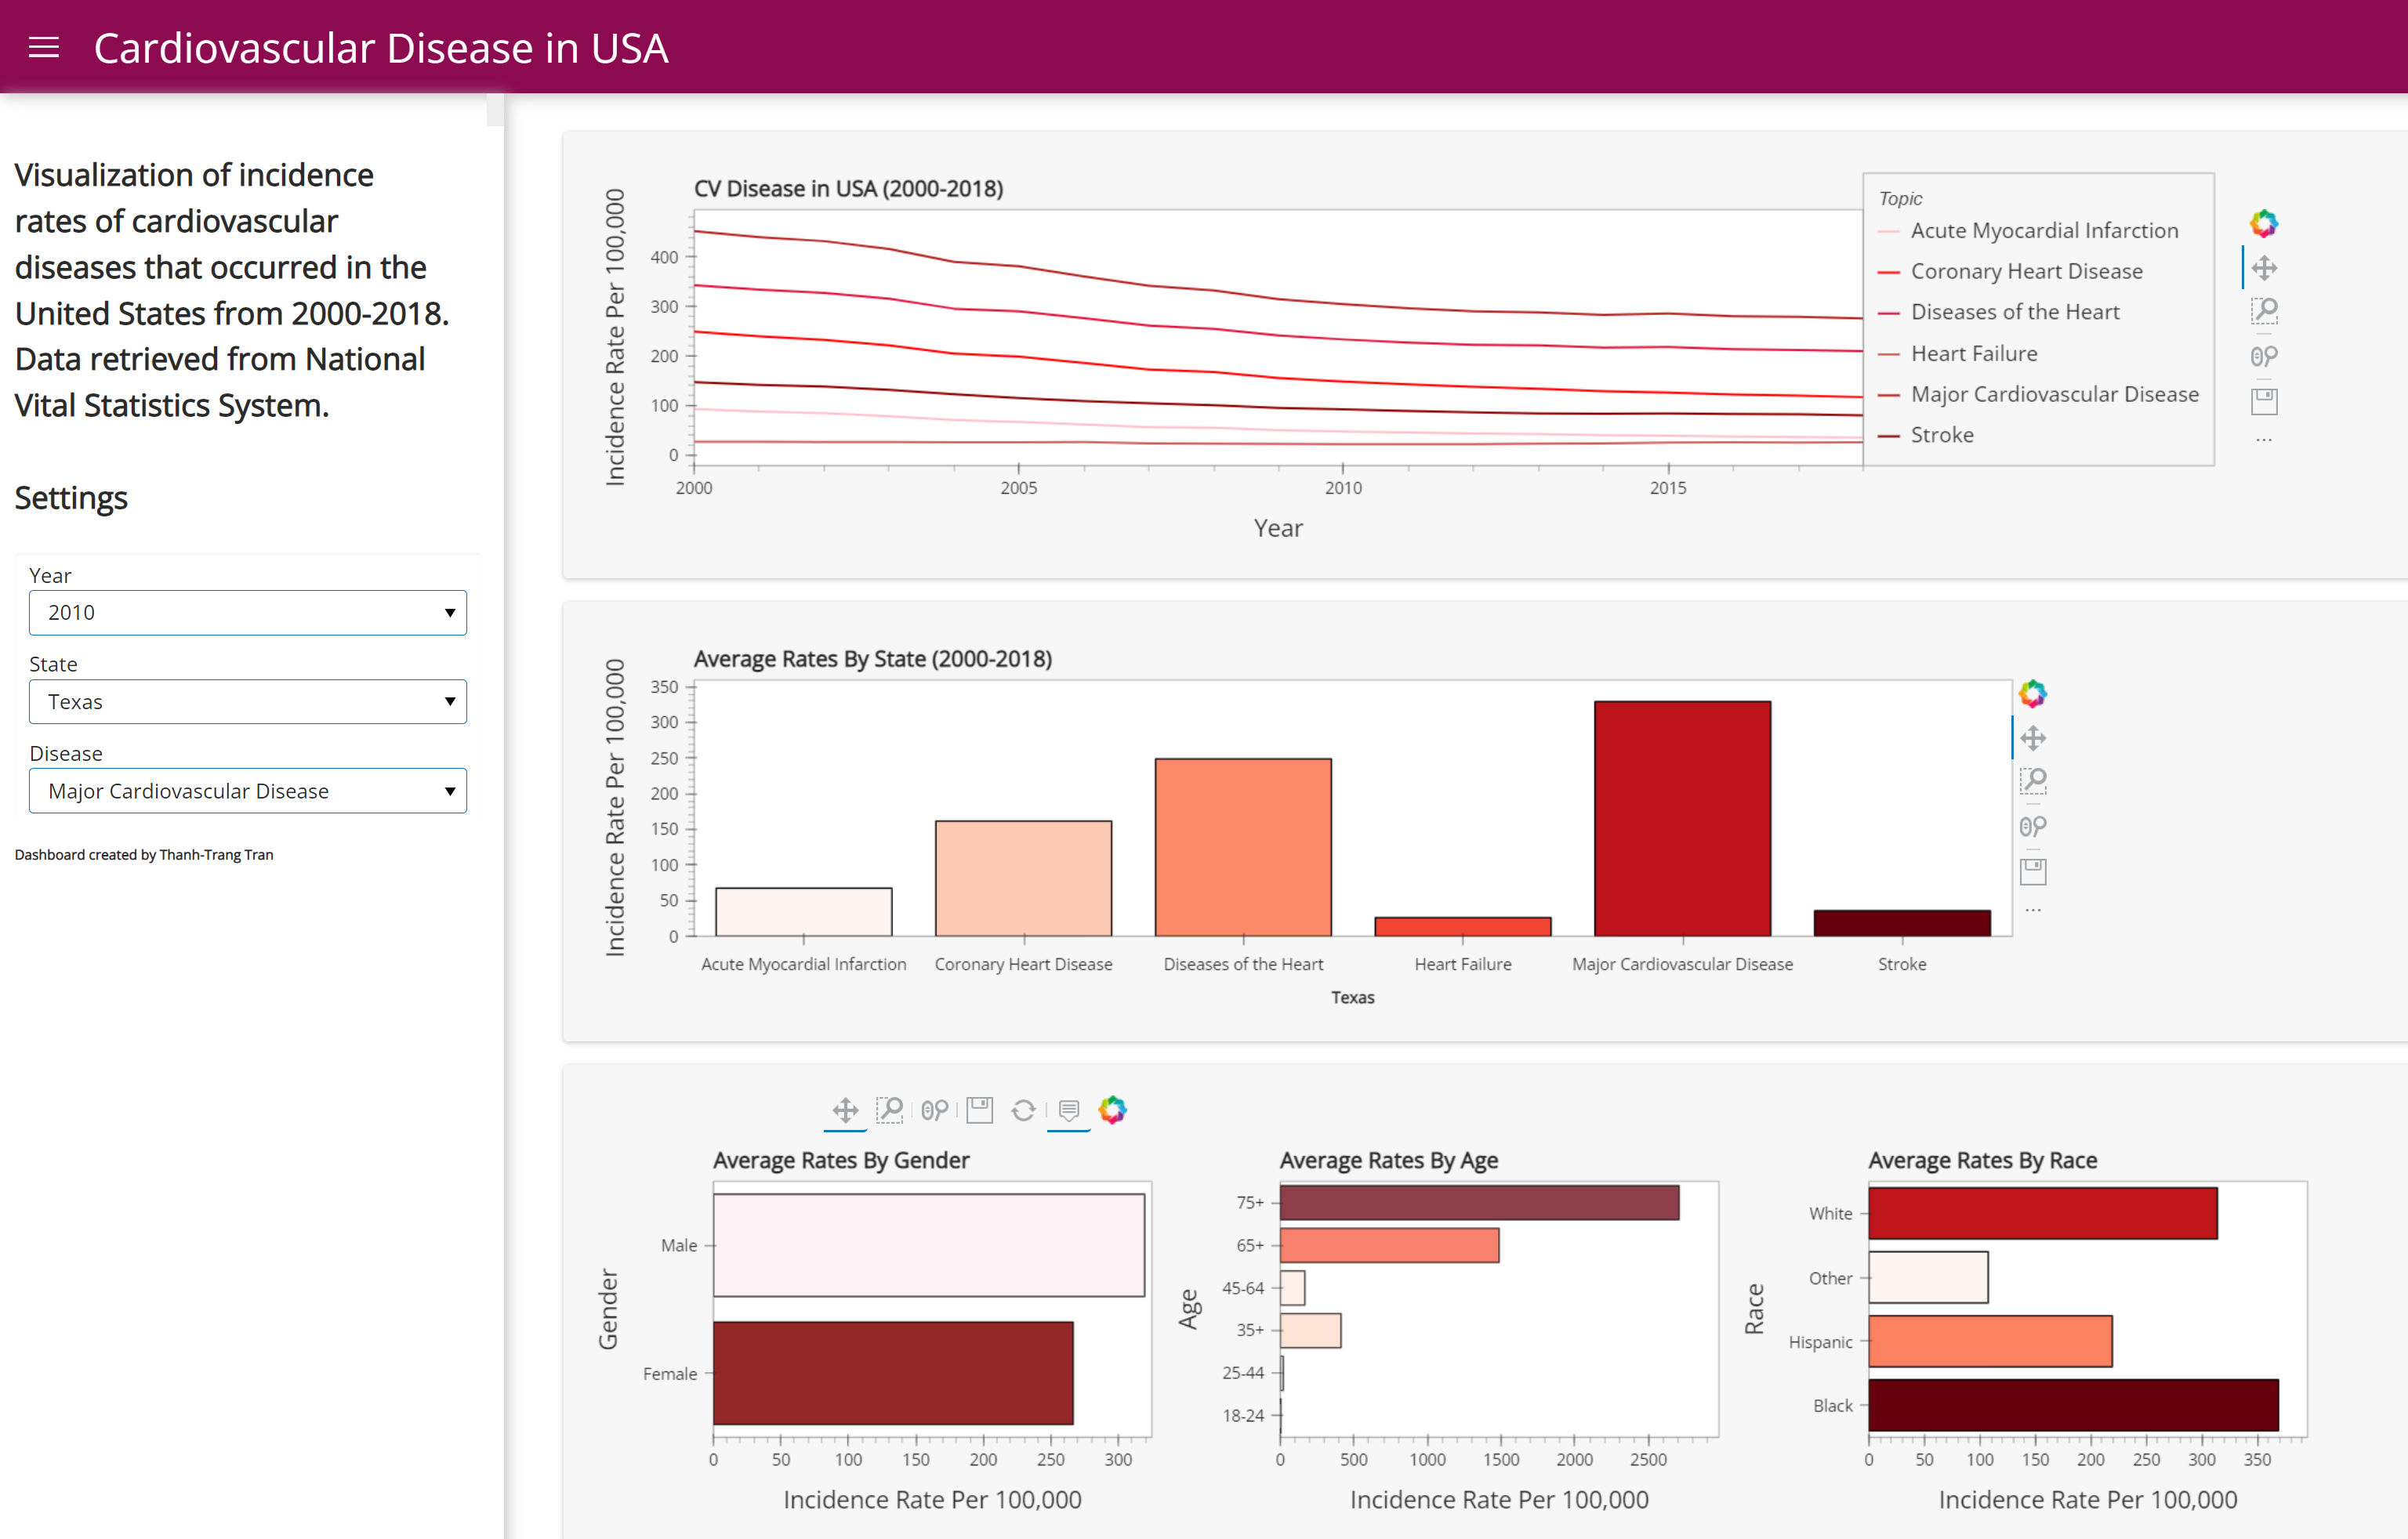 Cardiovascular Disease in USA
Visualization of incidence
rates of cardiovascular
diseases that occurred in the
United States from 2000-2018.
Data retrieved from National
Vital Statistics System.
Settings
Year
2010
State
Texas
Disease
Major Cardiovascular Disease
Dashboard created by Thanh-Trang Tran
CV Disease in USA (2000-2018)
Incidence Rate Per 100,000
400
300
200
100
0
2000 2005 2010 2015
Year
Topic
Acute Myocardial Infarction
Coronary Heart Disease
Diseases of the Heart
Heart Failure
Major Cardiovascular Disease
Stroke
Average Rates By State (2000-2018)
Incidence Rate Per 100,000
350
300
250
200
150
100
50
0
Acute Myocardial Infarction Coronary Heart Disease Diseases of the Heart Heart Failure Major Cardiovascular Disease Stroke
Texas
Average Rates By Gender
Gender
Male
Female
0 50 100 150 200 250 300
Incidence Rate Per 100,000
Average Rates By Age
Age
75+
65+
45-64
35+
25-44
18-24
0 500 1000 1500 2000 2500
Incidence Rate Per 100,000
Average Rates By Race
Race
White
Other
Hispanic
Black
0 50 100 150 200 250 300 350
Incidence Rate Per 100,000